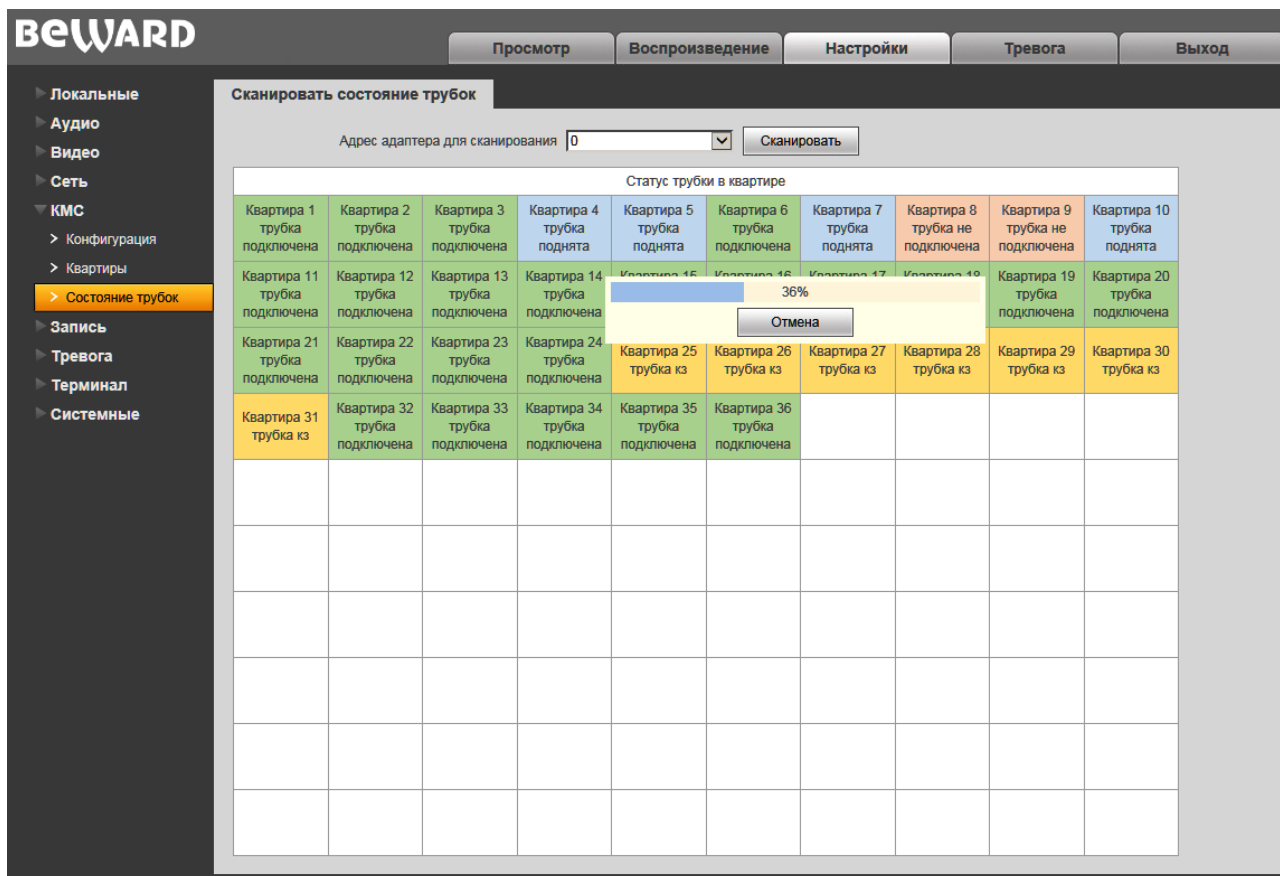 BEWARD
Просмотр
Воспроизведение
Настройки
Тревога
Выход
Локальные
Аудио
Видео
Сеть
КМС
Конфигурация
Квартиры
Состояние трубок
Запись
Тревога
Терминал
Системные
Сканировать состояние трубок
Адрес адаптера для сканирования 0 Сканировать
Статус трубки в квартире
Квартира 1
трубка
подключена
Квартира 2
трубка
подключена
Квартира 3
трубка
подключена
Квартира 4
трубка
поднята
Квартира 5
трубка
поднята
Квартира 6
трубка
подключена
Квартира 7
трубка
поднята
Квартира 8
трубка не
подключена
Квартира 9
трубка не
подключена
Квартира 10
трубка
поднята
Квартира 11
трубка
подключена
Квартира 12
трубка
подключена
Квартира 13
трубка
подключена
Квартира 14
трубка
подключена
Квартира 15
Квартира 16
Квартира 17
Квартира 18
Квартира 19
трубка
подключена
Квартира 20
трубка
подключена
36%
Отмена
Квартира 21
трубка
подключена
Квартира 22
трубка
подключена
Квартира 23
трубка
подключена
Квартира 24
трубка
подключена
Квартира 25
трубка кз
Квартира 26
трубка кз
Квартира 27
трубка кз
Квартира 28
трубка кз
Квартира 29
трубка кз
Квартира 30
трубка кз
Квартира 31
трубка кз
Квартира 32
трубка
подключена
Квартира 33
трубка
подключена
Квартира 34
трубка
подключена
Квартира 35
трубка
подключена
Квартира 36
трубка
подключена